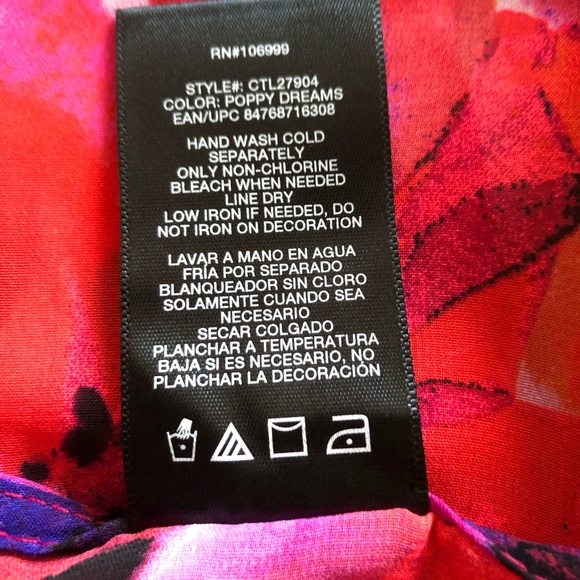 RN#106999
STYLE#: CTL27904
COLOR: POPPY DREAMS
EAN/UPC 84768716308
HAND WASH COLD
SEPARATELY
ONLY NON-CHLORINE
BLEACH WHEN NEEDED
LINE DRY
LOW IRON IF NEEDED, DO
NOT IRON ON DECORATION
LAVAR A MANO EN AGUA
FRÍA POR SEPARADO
BLANQUEADOR SIN CLORO
SOLAMENTE CUANDO SEA
NECESARIO
SECAR COLGADO
PLANCHAR A TEMPERATURA
BAJA SI ES NECESARIO, NO
PLANCHAR LA DECORACIÓN